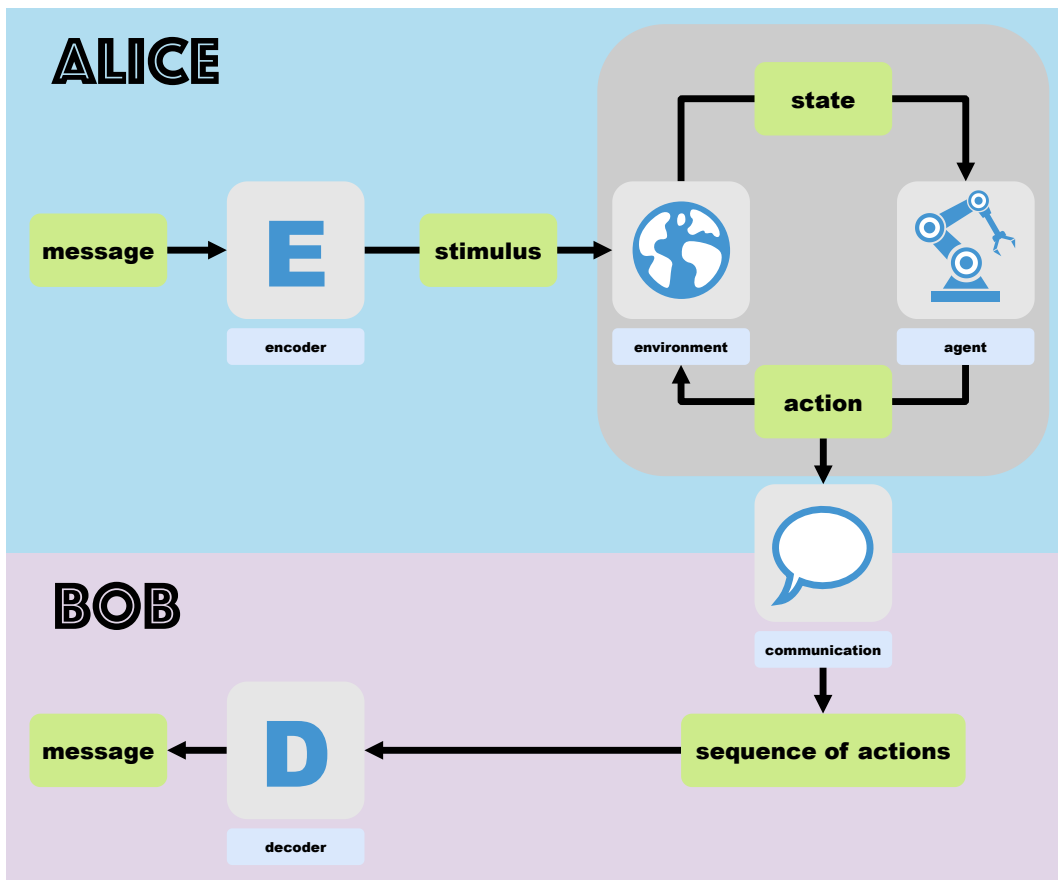 ALICE
state
message
E
stimulus
encoder
environment
agent
action
BOB
communication
message
D
sequence of actions
decoder